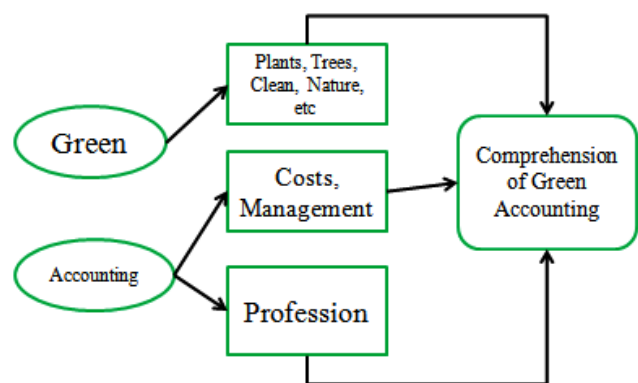 Plants, Trees,
Clean, Nature,
etc
Green
Comprehension
of Green
Accounting
Costs,
Management
Accounting
Profession